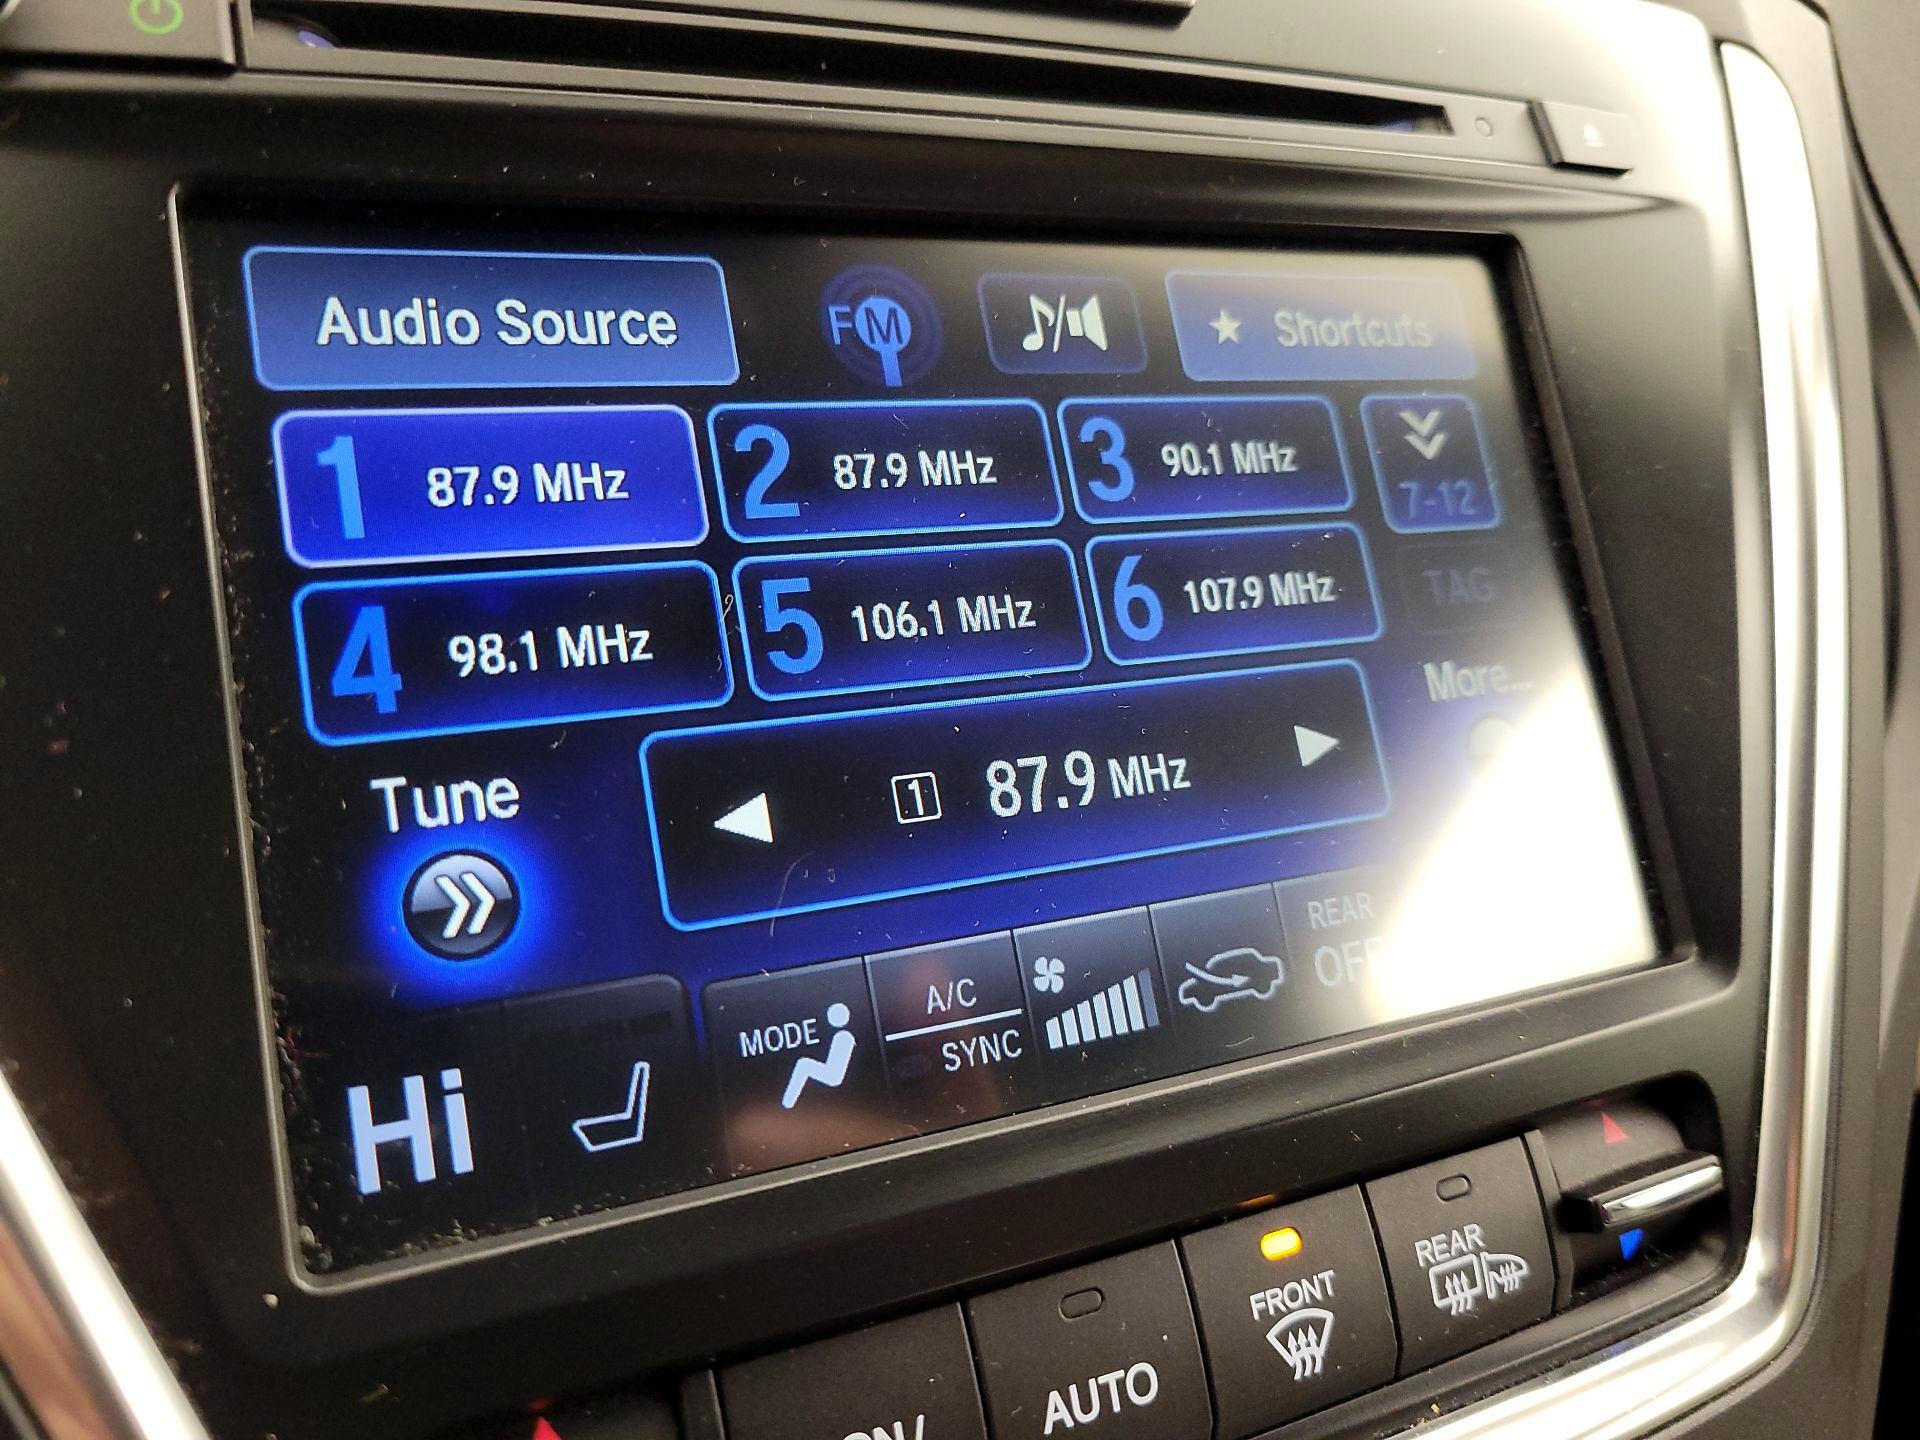 Audio Source
FM
Shortcuts
1 87.9 MHz
2 87.9 MHz
3 90.1 MHz
7-12
4 98.1 MHz
5 106.1 MHz
6 107.9 MHz
TAG
More...
Tune
1 87.9 MHz
Hi
MODE
A/C
SYNC
REAR
OFF
AUTO
FRONT
REAR